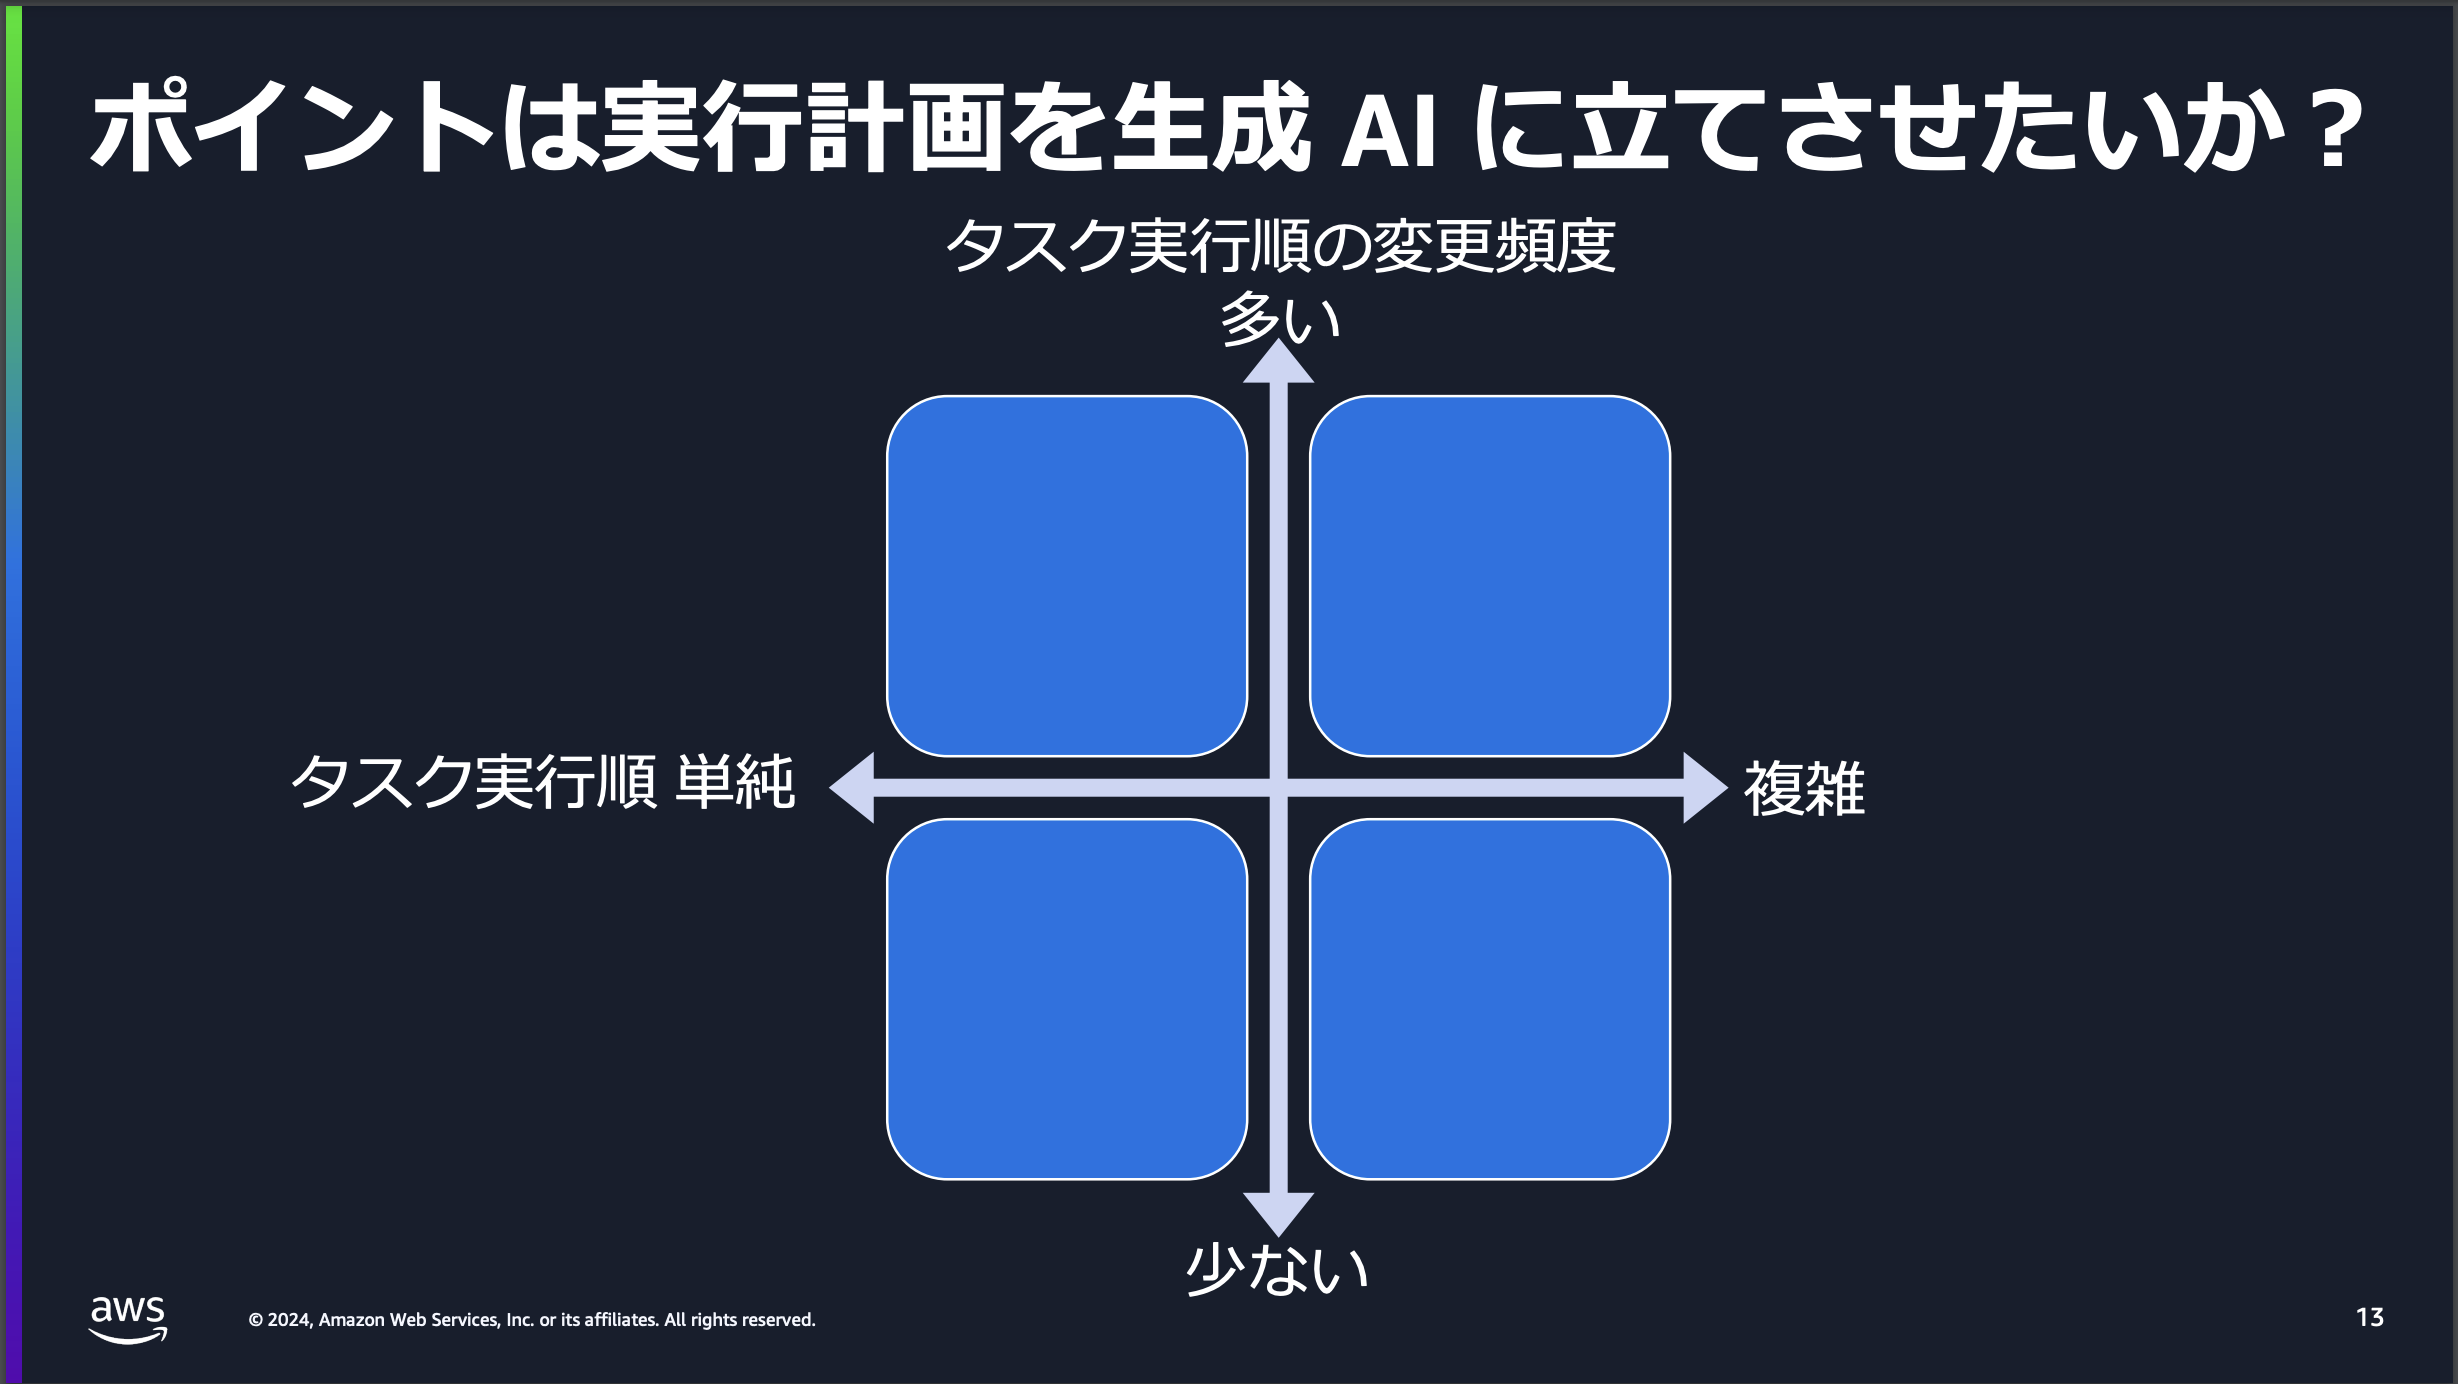 ポイントは実行計画を生成 AI に立てさせたいか?
タスク実行順の変更頻度
多い
タスク実行順 単純
複雑
少ない
aws
© 2024, Amazon Web Services, Inc. or its affiliates. All rights reserved.
13